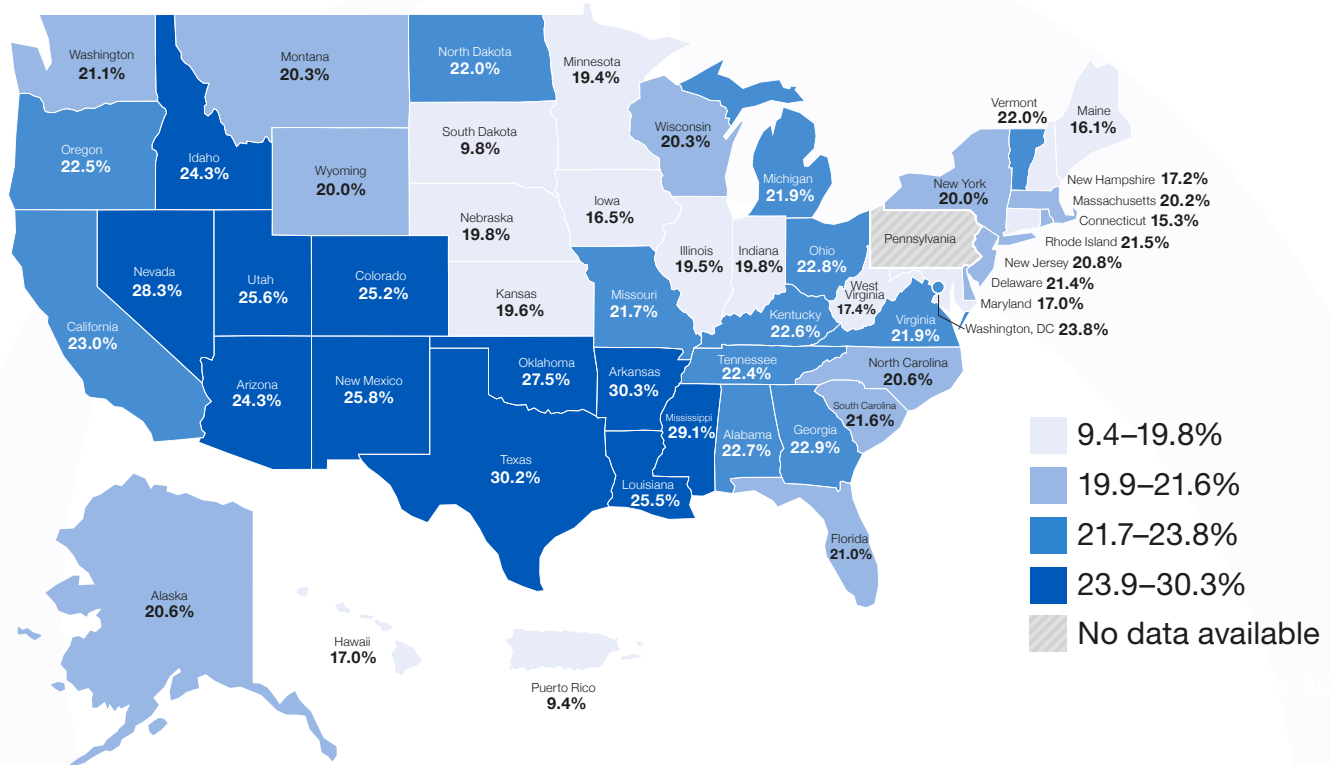 Washington
21.1%
Montana
20.3%
North Dakota
22.0%
Minnesota
19.4%
Vermont
22.0%
Maine
16.1%
Oregon
22.5%
Idaho
24.3%
Wyoming
20.0%
South Dakota
9.8%
Wisconsin
20.3%
Michigan
21.9%
New York
20.0%
New Hampshire 17.2%
Massachusetts 20.2%
Connecticut 15.3%
Rhode Island 21.5%
New Jersey 20.8%
Delaware 21.4%
Maryland 17.0%
Washington, DC 23.8%
Nebraska
19.8%
Iowa
16.5%
Illinois
19.5%
Indiana
19.8%
Ohio
22.8%
Pennsylvania
Nevada
28.3%
Utah
25.6%
Colorado
25.2%
Kansas
19.6%
Missouri
21.7%
West
Virginia
17.4%
Kentucky
22.6%
Virginia
21.9%
California
23.0%
Arizona
24.3%
New Mexico
25.8%
Oklahoma
27.5%
Arkansas
30.3%
Tennessee
22.4%
North Carolina
20.6%
South Carolina
21.6%
Mississippi
29.1%
Alabama
22.7%
Georgia
22.9%
Texas
30.2%
Louisiana
25.5%
Florida
21.0%
Alaska
20.6%
Hawaii
17.0%
Puerto Rico
9.4%
9.4–19.8%
19.9–21.6%
21.7–23.8%
23.9–30.3%
No data available